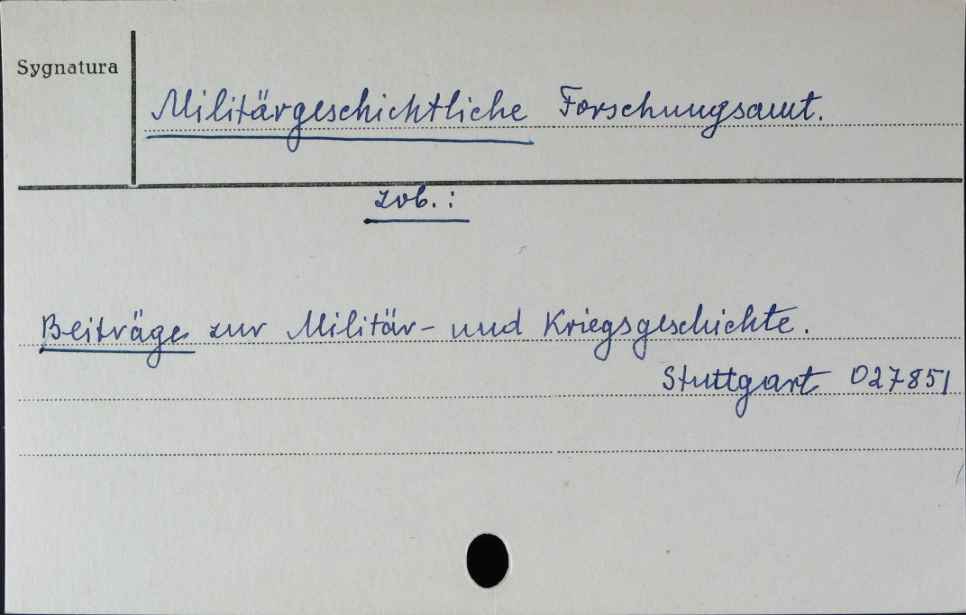 Sygnatura
Militärgeschichtliche Forschungsamt.
zob.:
Beiträge zur Militär- und Kriegsgeschichte.
Stuttgart 027851